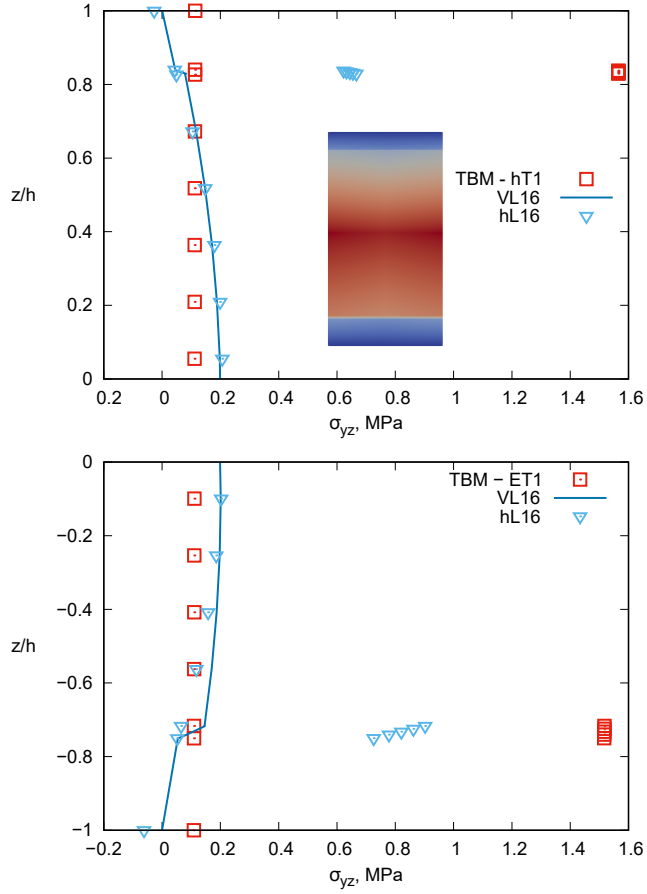 1
0.8
0.6
z/h
0.4
0.2
0
0.2 0 0.2 0.4 0.6 0.8 1 1.2 1.4 1.6
σyz, MPa
TBM - hT1
VL16
hL16
0
−0.2
−0.4
z/h
−0.6
−0.8
−1
−0.2 0 0.2 0.4 0.6 0.8 1 1.2 1.4 1.6
σyz, MPa
TBM − ET1
VL16
hL16